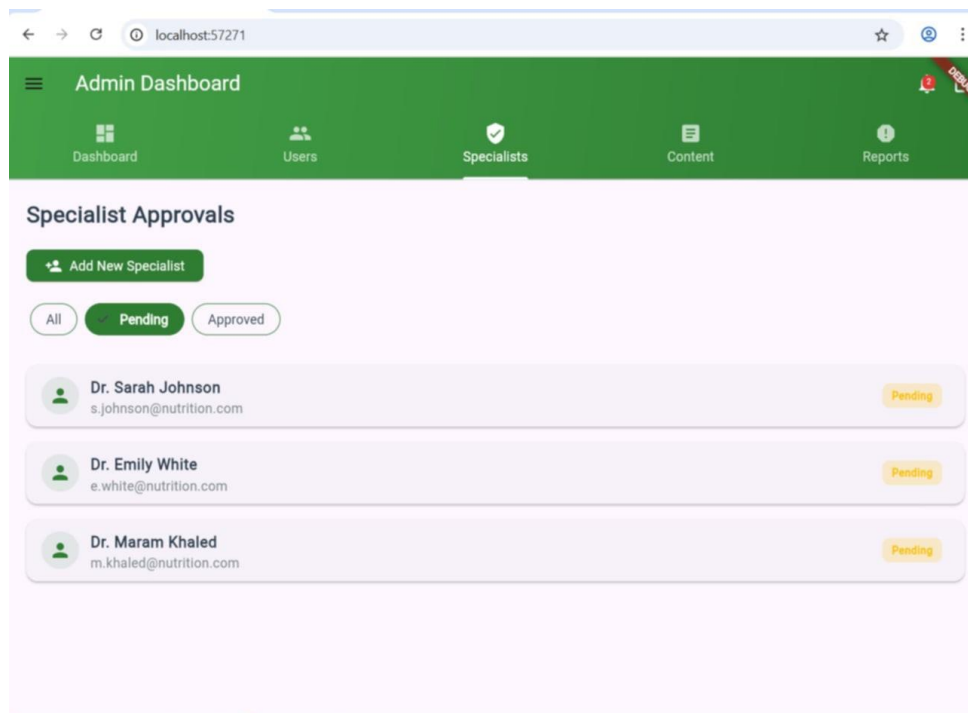 localhost:57271
Admin Dashboard
2
Dashboard
Users
Specialists
Content
Reports
Specialist Approvals
Add New Specialist
All
Pending
Approved
Dr. Sarah Johnson
s.johnson@nutrition.com
Pending
Dr. Emily White
e.white@nutrition.com
Pending
Dr. Maram Khaled
m.khaled@nutrition.com
Pending